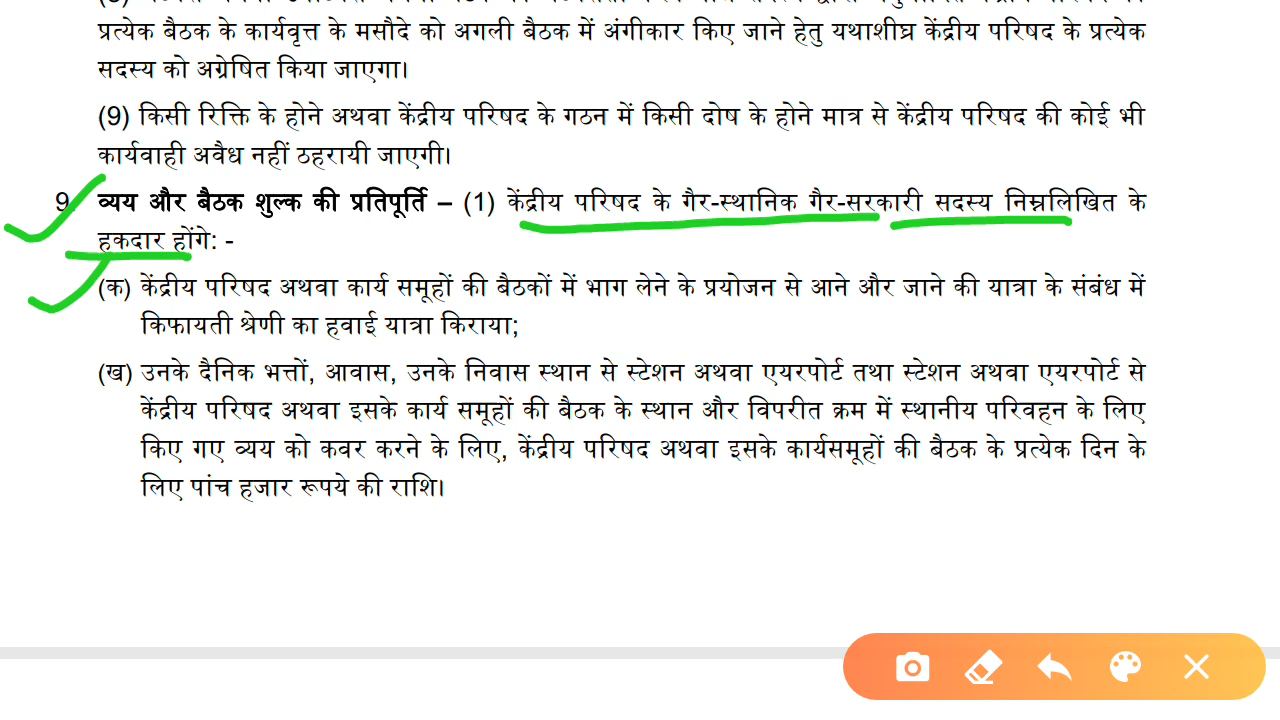 प्रत्येक बैठक के कार्यवृत्त के मसौदे को अगली बैठक में अंगीकार किए जाने हेतु यथाशीघ्र केंद्रीय परिषद के प्रत्येक
सदस्य को अग्रेषित किया जाएगा।
(9) किसी रिक्ति के होने अथवा केंद्रीय परिषद के गठन में किसी दोष के होने मात्र से केंद्रीय परिषद की कोई भी
कार्यवाही अवैध नहीं ठहरायी जाएगी।
9. व्यय और बैठक शुल्क की प्रतिपूर्ति – (1) केंद्रीय परिषद के गैर-स्थानिक गैर-सरकारी सदस्य निम्नलिखित के
हकदार होंगे: -
(क) केंद्रीय परिषद अथवा कार्य समूहों की बैठकों में भाग लेने के प्रयोजन से आने और जाने की यात्रा के संबंध में
किफायती श्रेणी का हवाई यात्रा किराया;
(ख) उनके दैनिक भत्तों, आवास, उनके निवास स्थान से स्टेशन अथवा एयरपोर्ट तथा स्टेशन अथवा एयरपोर्ट से
केंद्रीय परिषद अथवा इसके कार्य समूहों की बैठक के स्थान और विपरीत क्रम में स्थानीय परिवहन के लिए
किए गए व्यय को कवर करने के लिए, केंद्रीय परिषद अथवा इसके कार्यसमूहों की बैठक के प्रत्येक दिन के
लिए पांच हजार रूपये की राशि।